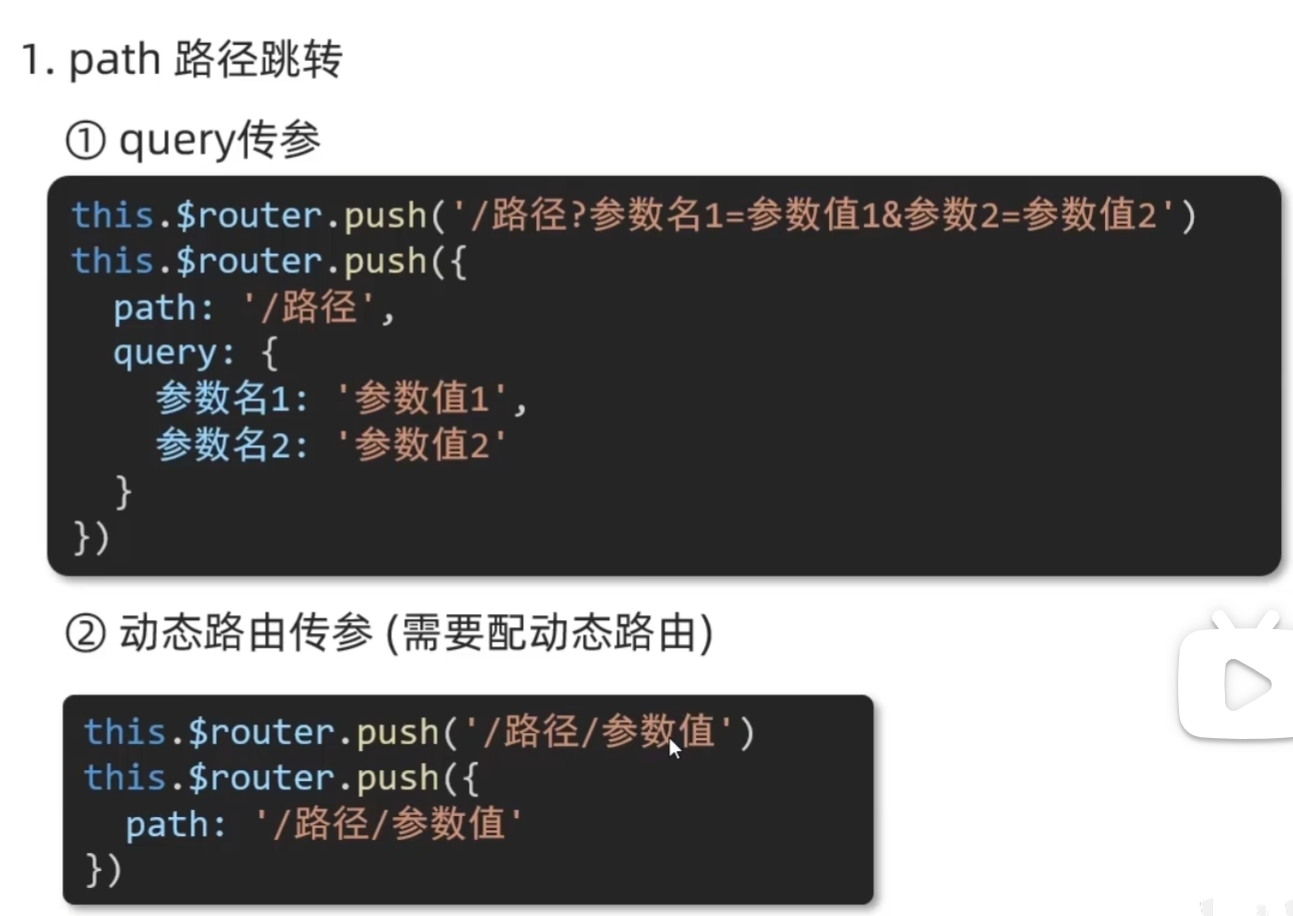 1. path 路径跳转
① query传参
this.$router.push('/路径?参数名1=参数值1&参数2=参数值2')
this.$router.push({
path: '/路径',
query: {
参数名1: '参数值1',
参数名2: '参数值2'
}
})
② 动态路由传参 (需要配动态路由)
this.$router.push('/路径/参数值')
this.$router.push({
path: '/路径/参数值'
})